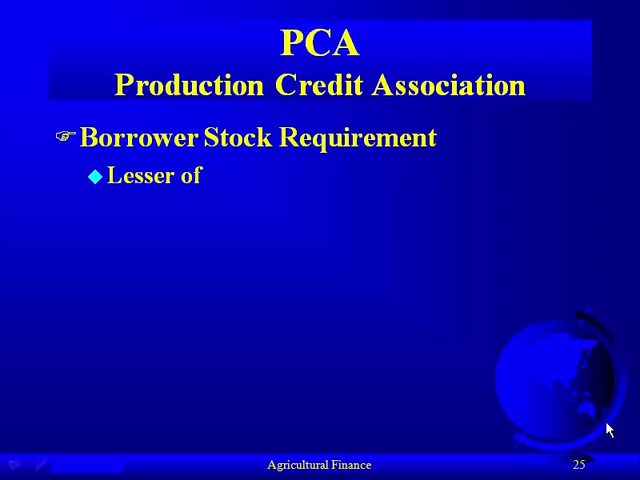 PCA
Production Credit Association
Borrower Stock Requirement
Lesser of
Agricultural Finance
25